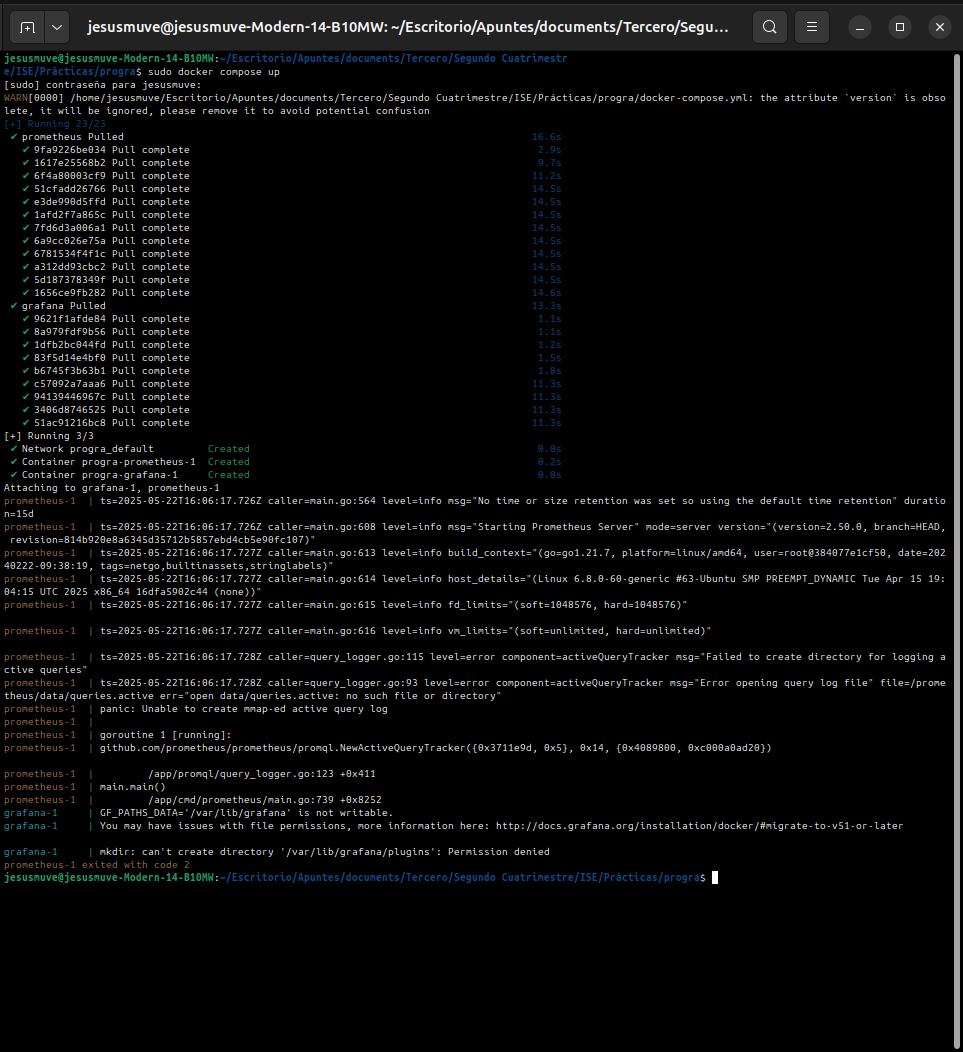 jesusmuve@jesusmuve-Modern-14-B10MW: ~/Escritorio/Apuntes/documents/Tercero/Segu...
jesusmuve@jesusmuve-Modern-14-B10MW:~/Escritorio/Apuntes/documents/Tercero/Segundo Cuatrimestr
e/ISE/Prácticas/progra$ sudo docker compose up
[sudo] contraseña para jesusmuve:
WARN[0000] /home/jesusmuve/Escritorio/Apuntes/documents/Tercero/Segundo Cuatrimestre/ISE/Prácticas/progra/docker-compose.yml: the attribute `version` is obso
lete, it will be ignored, please remove it to avoid potential confusion
[+] Running 23/23
✔ prometheus Pulled 16.6s
✔ 9fa9226be034 Pull complete 2.9s
✔ 1617e25568b2 Pull complete 9.7s
✔ 6f4a80003cf9 Pull complete 11.2s
✔ 51cfadd26766 Pull complete 14.5s
✔ e3de990d5ffd Pull complete 14.5s
✔ 1afd2f7a865c Pull complete 14.5s
✔ 7fd6d3a006a1 Pull complete 14.5s
✔ 6a9cc026e75a Pull complete 14.5s
✔ 6781534f4f1c Pull complete 14.5s
✔ a312dd93cbc2 Pull complete 14.5s
✔ 5d187378349f Pull complete 14.5s
✔ 1656ce9fb282 Pull complete 14.6s
✔ grafana Pulled 13.3s
✔ 9621f1afde84 Pull complete 1.1s
✔ 8a979fdf9b56 Pull complete 1.1s
✔ 1dfb2bc044fd Pull complete 1.2s
✔ 83f5d14e4bf0 Pull complete 1.5s
✔ b6745f3b63b1 Pull complete 1.8s
✔ c57092a7aaa6 Pull complete 11.3s
✔ 94139446967c Pull complete 11.3s
✔ 3406d8746525 Pull complete 11.3s
✔ 51ac91216bc8 Pull complete 11.3s
[+] Running 3/3
✔ Network progra_default Created 0.0s
✔ Container progra-prometheus-1 Created 0.2s
✔ Container progra-grafana-1 Created 0.0s
Attaching to grafana-1, prometheus-1
prometheus-1 | ts=2025-05-22T16:06:17.726Z caller=main.go:564 level=info msg="No time or size retention was set so using the default time retention" duratio
n=15d
prometheus-1 | ts=2025-05-22T16:06:17.726Z caller=main.go:608 level=info msg="Starting Prometheus Server" mode=server version="(version=2.50.0, branch=HEAD,
revision=814b920e8a6345d35712b5857ebd4cb5e90fc107)"
prometheus-1 | ts=2025-05-22T16:06:17.727Z caller=main.go:613 level=info build_context="(go=go1.21.7, platform=linux/amd64, user=root@384077e1cf50, date=202
40222-09:38:19, tags=netgo,builtinassets,stringlabels)"
prometheus-1 | ts=2025-05-22T16:06:17.727Z caller=main.go:614 level=info host_details="(Linux 6.8.0-60-generic #63-Ubuntu SMP PREEMPT_DYNAMIC Tue Apr 15 19:
04:15 UTC 2025 x86_64 16dfa5902c44 (none))"
prometheus-1 | ts=2025-05-22T16:06:17.727Z caller=main.go:615 level=info fd_limits="(soft=1048576, hard=1048576)"
prometheus-1 | ts=2025-05-22T16:06:17.727Z caller=main.go:616 level=info vm_limits="(soft=unlimited, hard=unlimited)"
prometheus-1 | ts=2025-05-22T16:06:17.728Z caller=query_logger.go:115 level=error component=activeQueryTracker msg="Failed to create directory for logging a
ctive queries"
prometheus-1 | ts=2025-05-22T16:06:17.728Z caller=query_logger.go:93 level=error component=activeQueryTracker msg="Error opening query log file" file=/prome
theus/data/queries.active err="open data/queries.active: no such file or directory"
prometheus-1 | panic: Unable to create mmap-ed active query log
prometheus-1 |
prometheus-1 | goroutine 1 [running]:
prometheus-1 | github.com/prometheus/prometheus/promql.NewActiveQueryTracker({0x3711e9d, 0x5}, 0x14, {0x4089800, 0xc000a0ad20})
prometheus-1 | /app/promql/query_logger.go:123 +0x411
prometheus-1 | main.main()
prometheus-1 | /app/cmd/prometheus/main.go:739 +0x8252
grafana-1 | GF_PATHS_DATA='/var/lib/grafana' is not writable.
grafana-1 | You may have issues with file permissions, more information here: http://docs.grafana.org/installation/docker/#migrate-to-v51-or-later
grafana-1 | mkdir: can't create directory '/var/lib/grafana/plugins': Permission denied
prometheus-1 exited with code 2
jesusmuve@jesusmuve-Modern-14-B10MW:~/Escritorio/Apuntes/documents/Tercero/Segundo Cuatrimestre/ISE/Prácticas/progra$